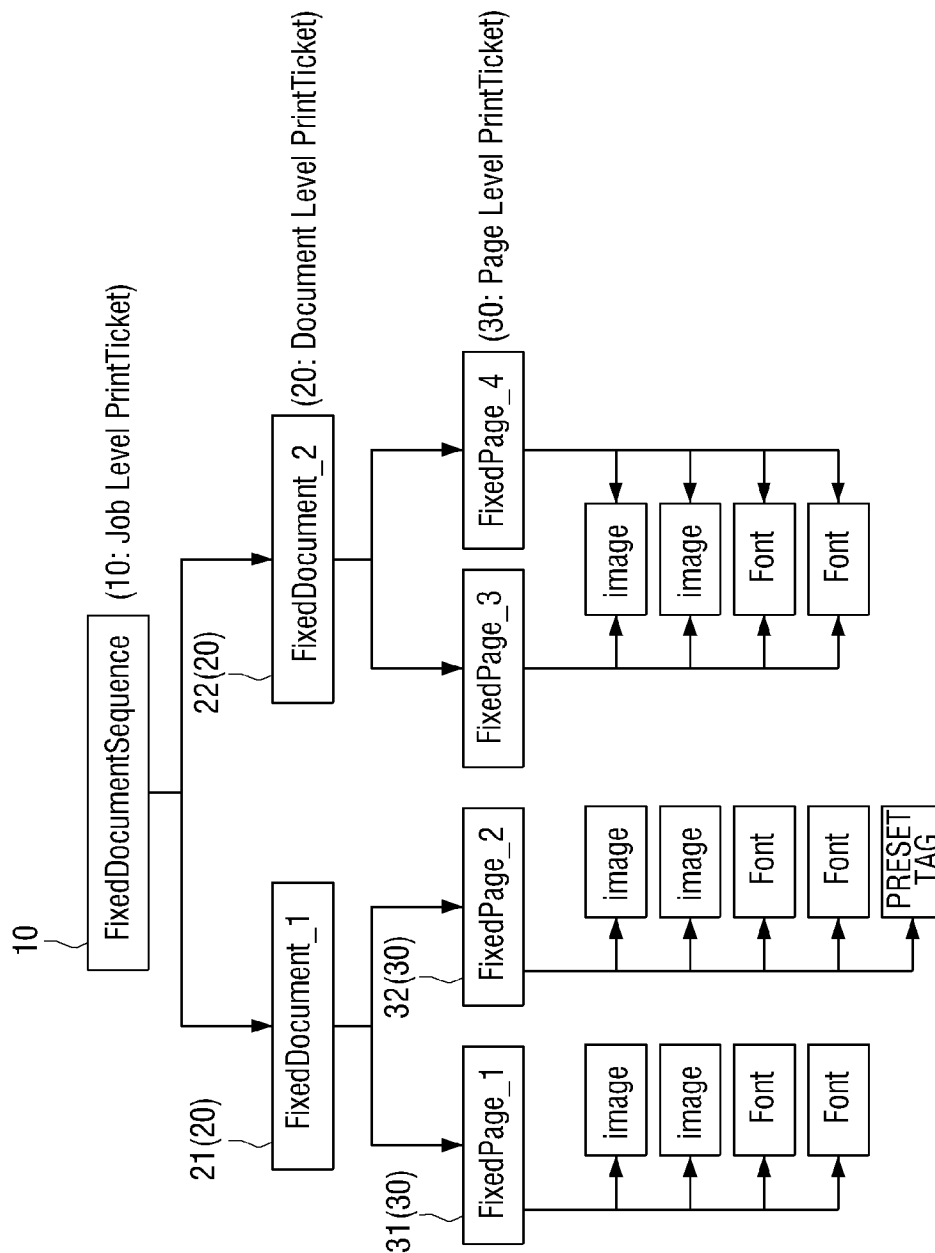 10
FixedDocumentSequence
(10: Job Level PrintTicket)
21(20)
FixedDocument_1
22(20)
FixedDocument_2
(20: Document Level PrintTicket)
31(30)
FixedPage_1
32(30)
FixedPage_2
FixedPage_3
FixedPage_4
(30: Page Level PrintTicket)
image
image
Font
Font
image
image
Font
Font
PRESET
TAG
image
image
Font
Font